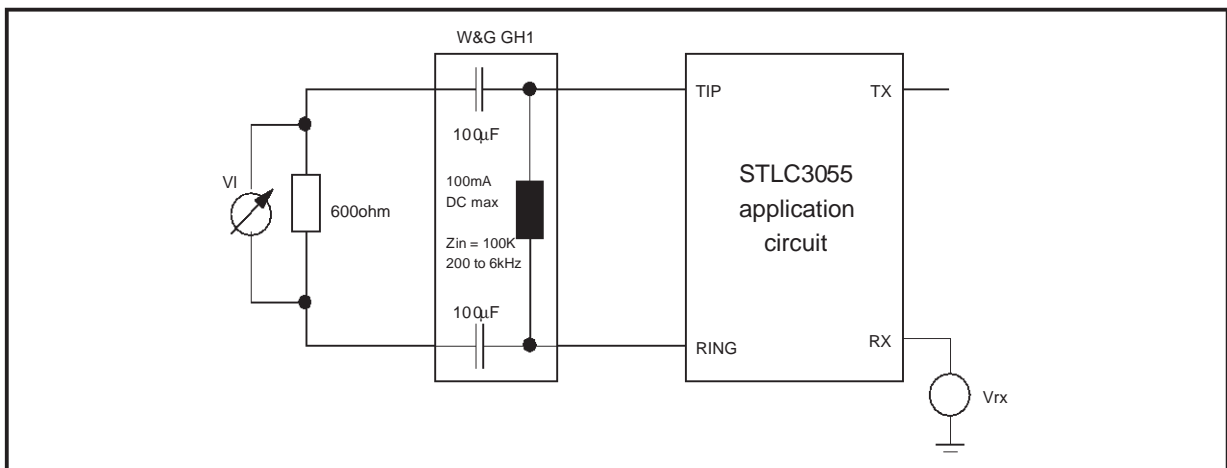 W&G GH1
TIP
TX
100µF
VI
600ohm
100mA
DC max
Zin = 100K
200 to 6kHz
STLC3055
application
circuit
100µF
RING
RX
Vrx